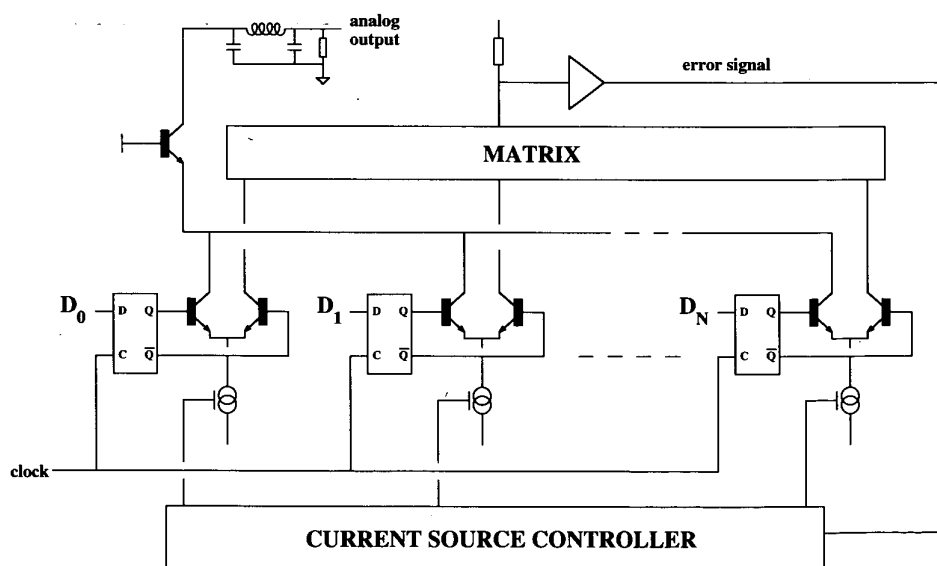 analog
output
error signal
MATRIX
D0
D Q
C Q̅
D1
D Q
C Q̅
DN
D Q
C Q̅
clock
CURRENT SOURCE CONTROLLER